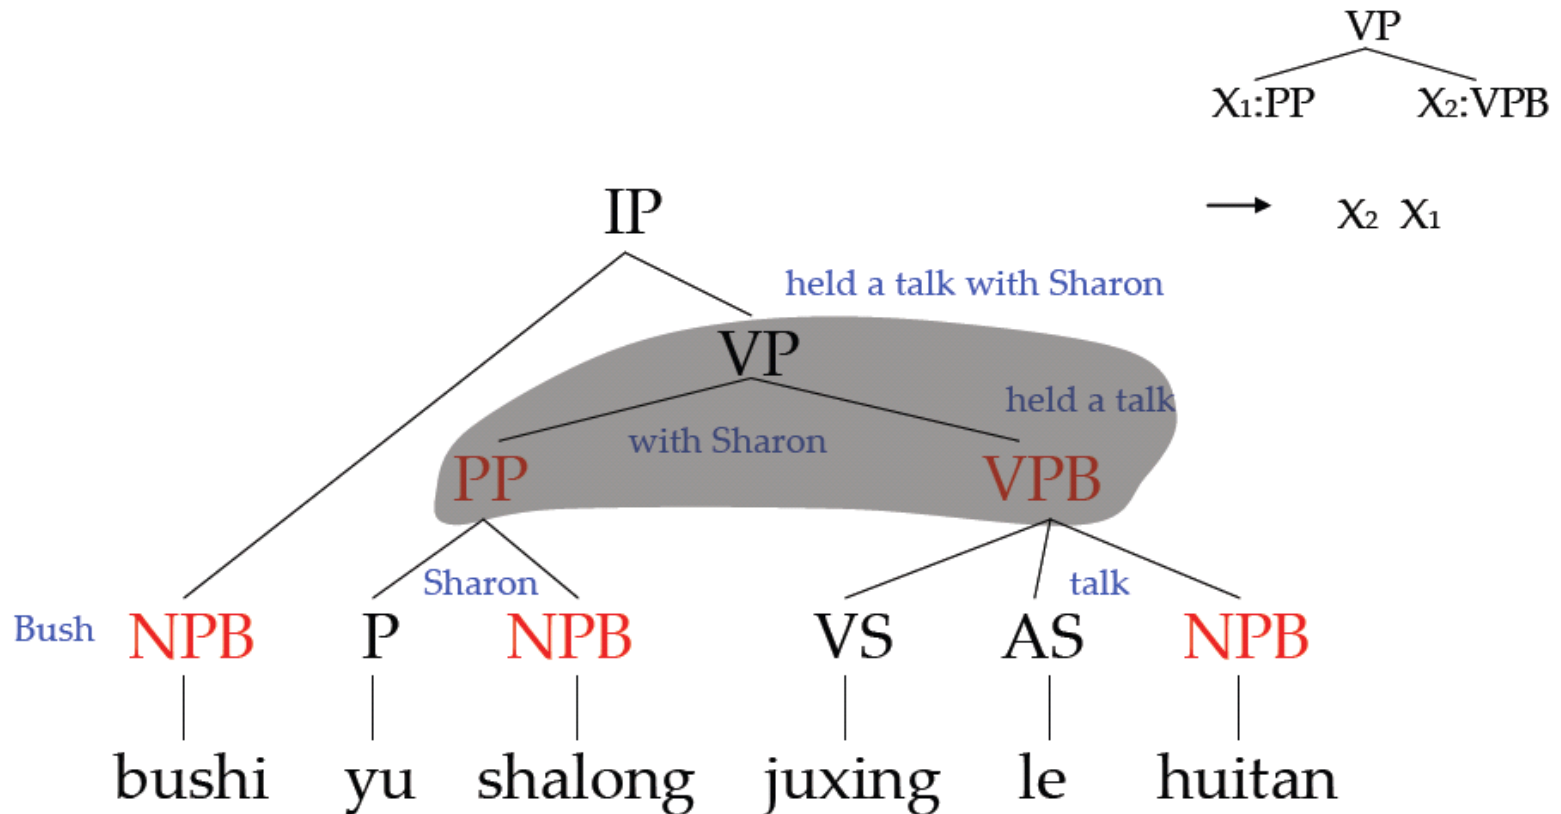 VP
X₁:PP X₂:VPB
IP
→ X₂ X₁
held a talk with Sharon
VP
held a talk
with Sharon
PP VPB
Sharon talk
Bush NPB P NPB VS AS NPB
bushi yu shalong juxing le huitan